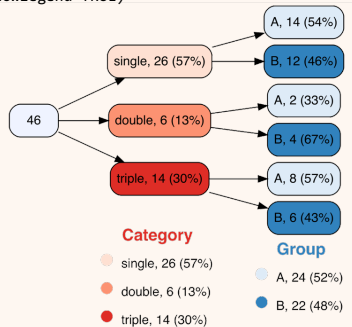 A, 14 (54%)
single, 26 (57%)
B, 12 (46%)
A, 2 (33%)
46
double, 6 (13%)
B, 4 (67%)
triple, 14 (30%)
A, 8 (57%)
B, 6 (43%)
Category
single, 26 (57%)
double, 6 (13%)
triple, 14 (30%)
Group
A, 24 (52%)
B, 22 (48%)